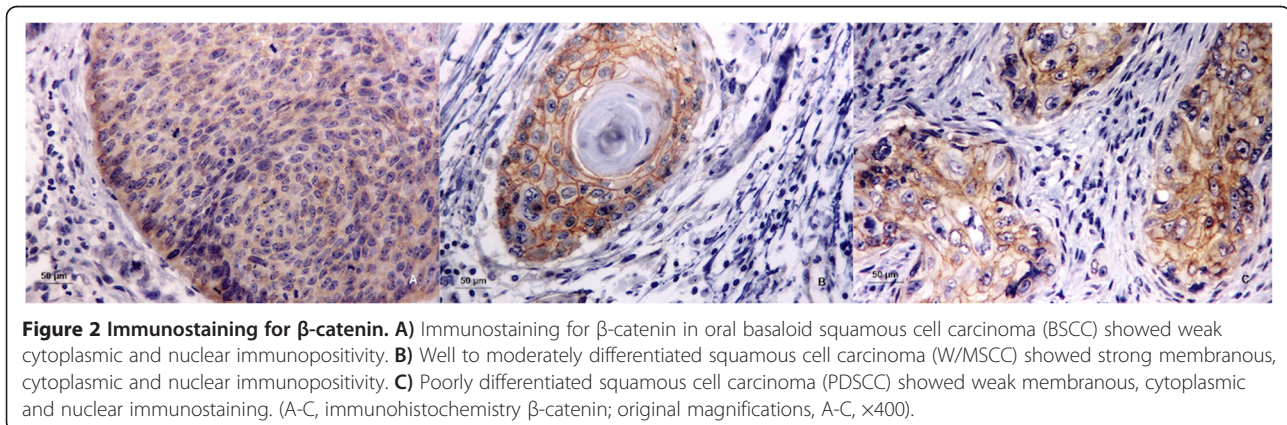 50 µm
A
50 µm
B
50 µm
C
Figure 2 Immunostaining for β-catenin. A) Immunostaining for β-catenin in oral basaloid squamous cell carcinoma (BSCC) showed weak
cytoplasmic and nuclear immunopositivity. B) Well to moderately differentiated squamous cell carcinoma (W/MSCC) showed strong membranous,
cytoplasmic and nuclear immunopositivity. C) Poorly differentiated squamous cell carcinoma (PDSCC) showed weak membranous, cytoplasmic
and nuclear immunostaining. (A-C, immunohistochemistry β-catenin; original magnifications, A-C, ×400).